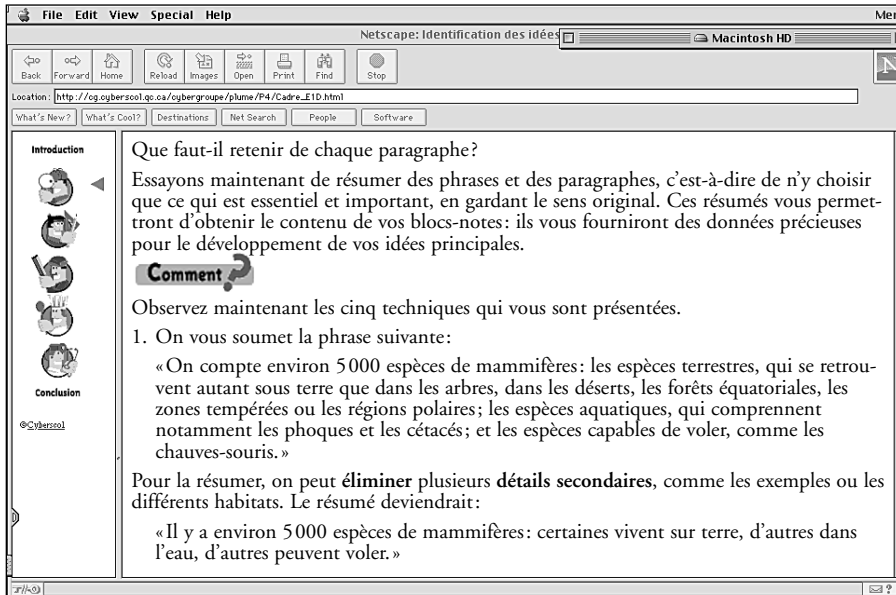 File Edit View Special Help
Netscape: Identification des idées
Macintosh HD
Back Forward Home Reload Images Open Print Find Stop
Location: http://cg.cyberscol.qc.ca/cybergroupe/plume/P4/Cadre_E1D.html
What's New? What's Cool? Destinations Net Search People Software
Introduction
Conclusion
©Cyberscol
Que faut-il retenir de chaque paragraphe?
Essayons maintenant de résumer des phrases et des paragraphes, c'est-à-dire de n'y choisir
que ce qui est essentiel et important, en gardant le sens original. Ces résumés vous permet-
tront d'obtenir le contenu de vos blocs-notes: ils vous fourniront des données précieuses
pour le développement de vos idées principales.
Comment ?
Observez maintenant les cinq techniques qui vous sont présentées.
1. On vous soumet la phrase suivante:
«On compte environ 5000 espèces de mammifères: les espèces terrestres, qui se retrou-
vent autant sous terre que dans les arbres, dans les déserts, les forêts équatoriales, les
zones tempérées ou les régions polaires; les espèces aquatiques, qui comprennent
notamment les phoques et les cétacés; et les espèces capables de voler, comme les
chauves-souris.»
Pour la résumer, on peut éliminer plusieurs détails secondaires, comme les exemples ou les
différents habitats. Le résumé deviendrait:
«Il y a environ 5000 espèces de mammifères: certaines vivent sur terre, d'autres dans
l'eau, d'autres peuvent voler.»